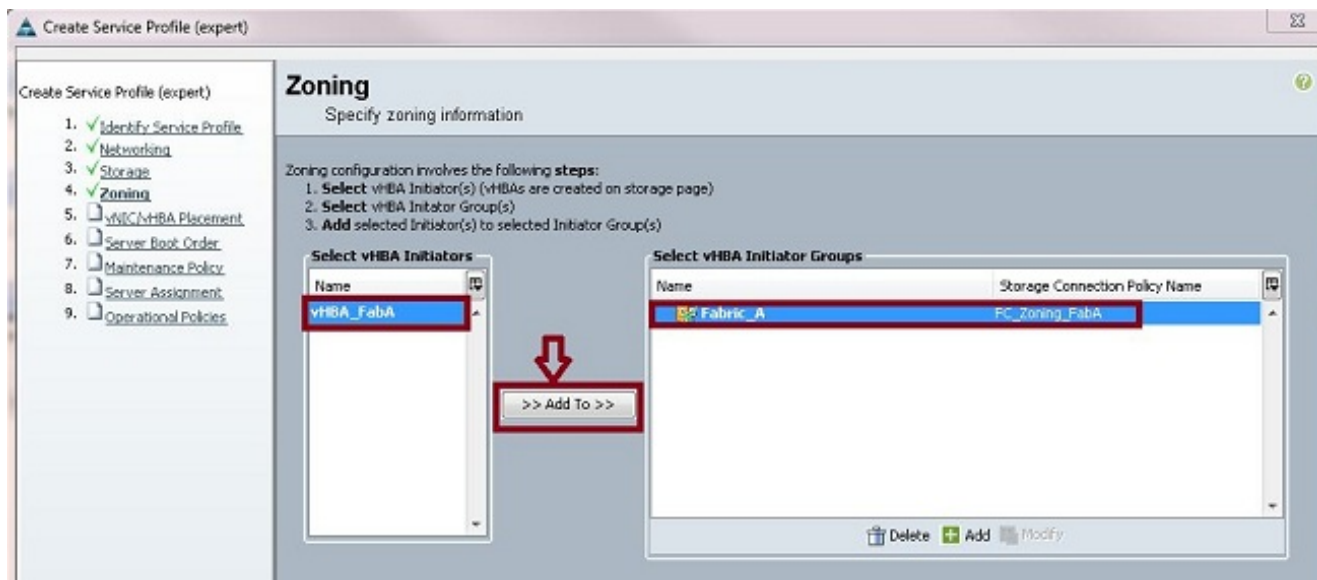 Create Service Profile (expert)
Create Service Profile (expert)
1. Identify Service Profile
2. Networking
3. Storage
4. Zoning
5. vNIC/vHBA Placement
6. Server Boot Order
7. Maintenance Policy
8. Server Assignment
9. Operational Policies
Zoning
Specify zoning information
Zoning configuration involves the following steps:
1. Select vHBA Initiator(s) (vHBAs are created on storage page)
2. Select vHBA Initator Group(s)
3. Add selected Initiator(s) to selected Initiator Group(s)
Select vHBA Initiators
Name
vHBA_FabA
>> Add To >>
Select vHBA Initiator Groups
Name Storage Connection Policy Name
Fabric_A FC_Zoning_FabA
Delete Add Modify